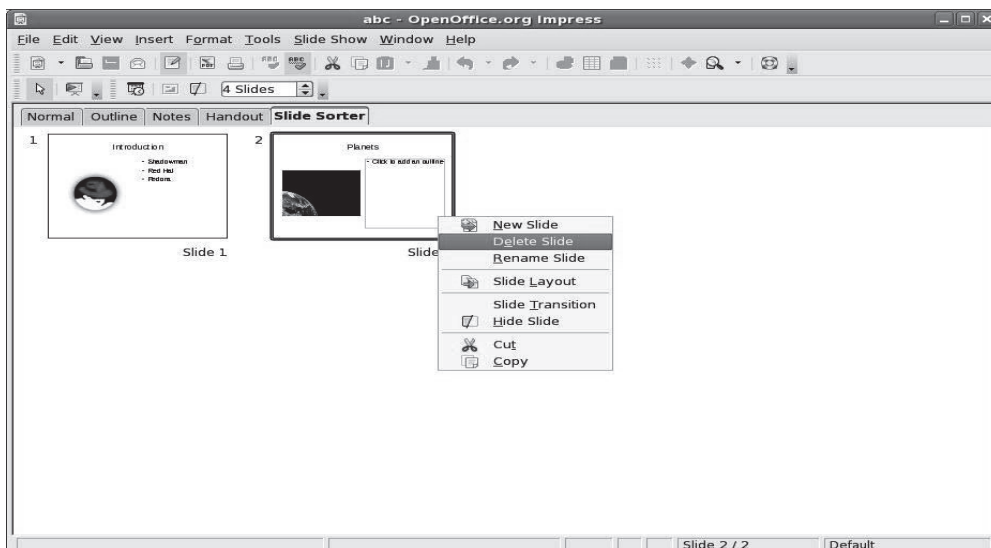 abc - OpenOffice.org Impress
File Edit View Insert Format Tools Slide Show Window Help
4 Slides
Normal Outline Notes Handout Slide Sorter
1
Introduction
- Shadowman
- Red Hat
- Fedora
Slide 1
2
Planets
- Click to add an outline
Slide
New Slide
Delete Slide
Rename Slide
Slide Layout
Slide Transition
Hide Slide
Cut
Copy
Slide 2 / 2 Default